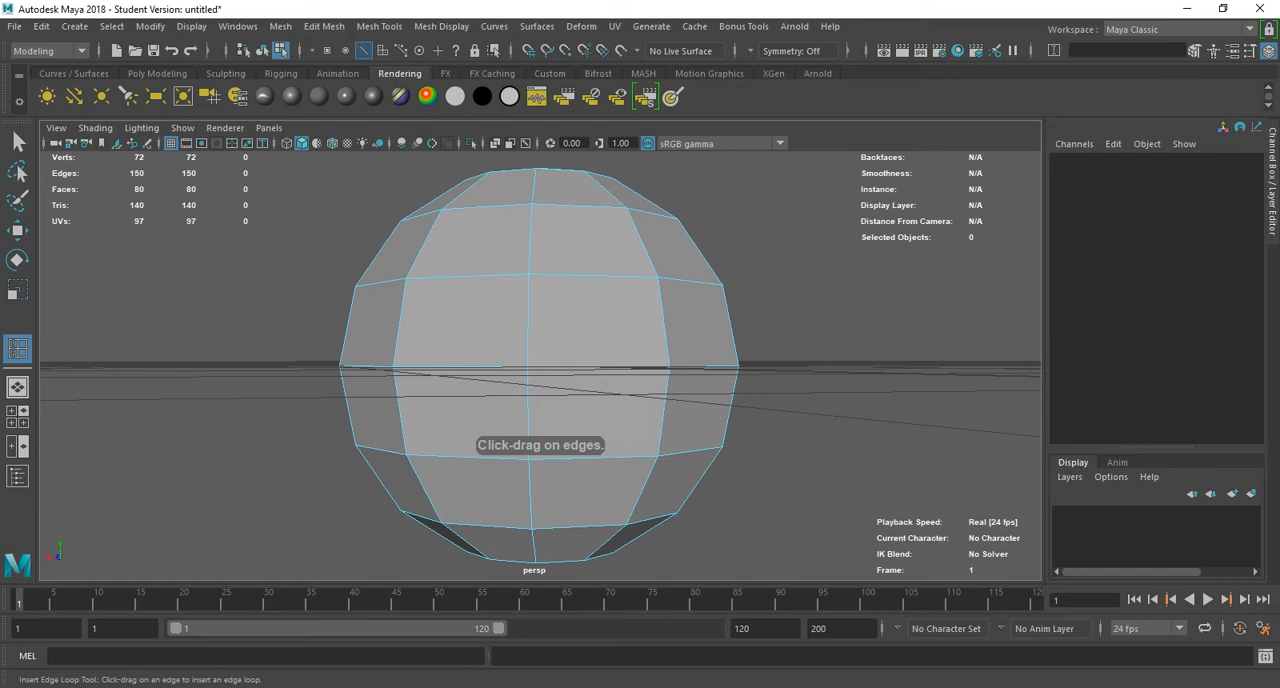 Autodesk Maya 2018 - Student Version: untitled*
File Edit Create Select Modify Display Windows Mesh Edit Mesh Mesh Tools Mesh Display Curves Surfaces Deform UV Generate Cache Bonus Tools Arnold Help
Workspace : Maya Classic
Modeling No Live Surface Symmetry: Off
Curves / Surfaces Poly Modeling Sculpting Rigging Animation Rendering FX FX Caching Custom Bifrost MASH Motion Graphics XGen Arnold
View Shading Lighting Show Renderer Panels
0.00 1.00 sRGB gamma
Channels Edit Object Show
Channel Box / Layer Editor
Verts: 72 72 0
Edges: 150 150 0
Faces: 80 80 0
Tris: 140 140 0
UVs: 97 97 0
Backfaces: N/A
Smoothness: N/A
Instance: N/A
Display Layer: N/A
Distance From Camera: N/A
Selected Objects: 0
Click-drag on edges.
Display Anim
Layers Options Help
Playback Speed: Real [24 fps]
Current Character: No Character
IK Blend: No Solver
Frame: 1
persp
y
1 5 10 15 20 25 30 35 40 45 50 55 60 65 70 75 80 85 90 95 100 105 110 115 120
1
1 1 1 120 120 200 No Character Set No Anim Layer 24 fps
MEL
Insert Edge Loop Tool: Click-drag on an edge to insert an edge loop.